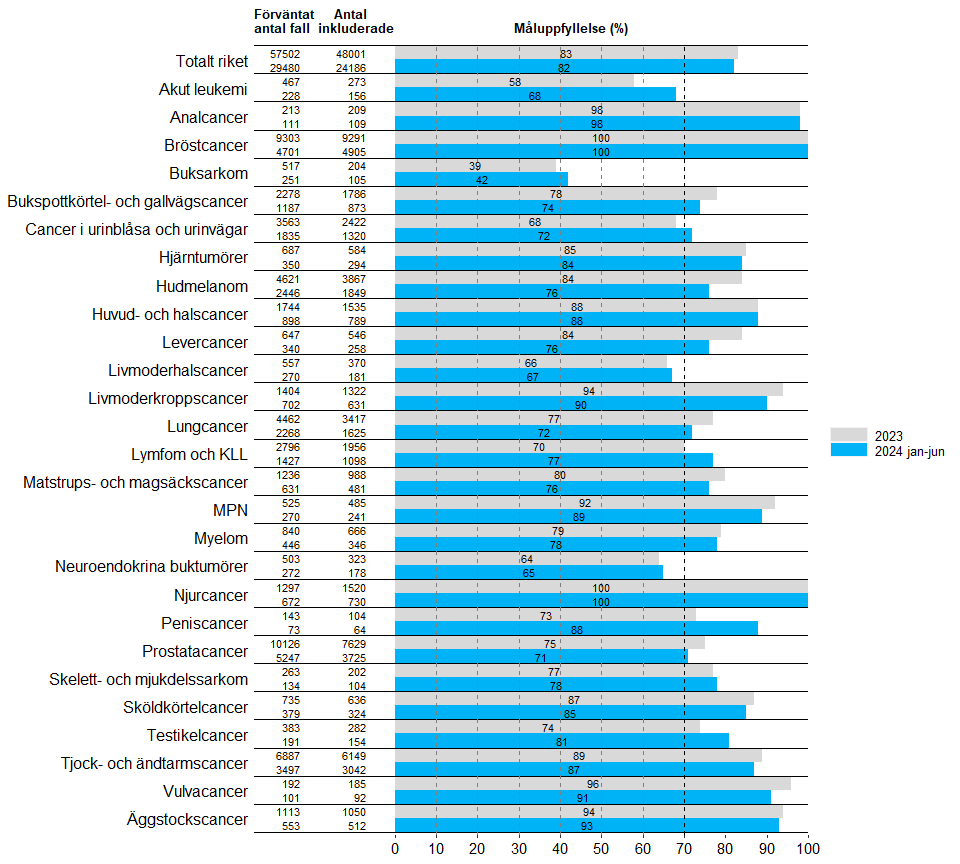 Förväntat Antal
antal fall inkluderade Måluppfyllelse (%)
57502 48001 83
Totalt riket
29480 24186 82
467 273 58
Akut leukemi
228 156 68
213 209 98
Analcancer
111 109 98
9303 9291 100
Bröstcancer
4701 4905 100
517 204 39
Buksarkom
251 105 42
2278 1786 78
Bukspottkörtel- och gallvägscancer
1187 873 74
3563 2422 68
Cancer i urinblåsa och urinvägar
1835 1320 72
687 584 85
Hjärntumörer
350 294 84
4621 3867 84
Hudmelanom
2446 1849 76
1744 1535 88
Huvud- och halscancer
898 789 88
647 546 84
Levercancer
340 258 76
557 370 66
Livmoderhalscancer
270 181 67
1404 1322 94
Livmoderkroppscancer
702 631 90
4462 3417 77
Lungcancer
2268 1625 72
2796 1956 70
Lymfom och KLL
1427 1098 77
1236 988 80
Matstrups- och magsäckscancer
631 481 76
525 485 92
MPN
270 241 89
840 666 79
Myelom
446 346 78
503 323 64
Neuroendokrina buktumörer
272 178 65
1297 1520 100
Njurcancer
672 730 100
143 104 73
Peniscancer
73 64 88
10126 7629 75
Prostatacancer
5247 3725 71
263 202 77
Skelett- och mjukdelssarkom
134 104 78
735 636 87
Sköldkörtelcancer
379 324 85
383 282 74
Testikelcancer
191 154 81
6887 6149 89
Tjock- och ändtarmscancer
3497 3042 87
192 185 96
Vulvacancer
101 92 91
1113 1050 94
Äggstockscancer
553 512 93
0 10 20 30 40 50 60 70 80 90 100
2023
2024 jan-jun